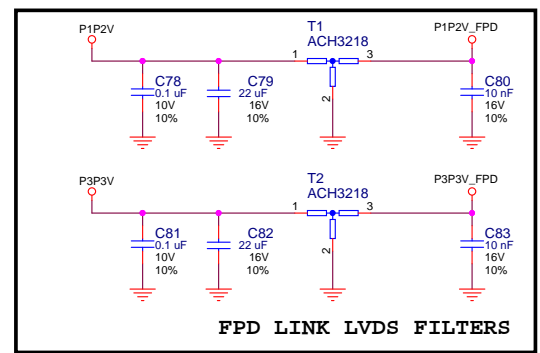 P1P2V
T1
ACH3218
P1P2V_FPD
1
3
2
C78
0.1 uF
10V
10%
C79
22 uF
16V
10%
C80
10 nF
16V
10%
P3P3V
T2
ACH3218
P3P3V_FPD
1
3
2
C81
0.1 uF
10V
10%
C82
22 uF
16V
10%
C83
10 nF
16V
10%
FPD LINK LVDS FILTERS